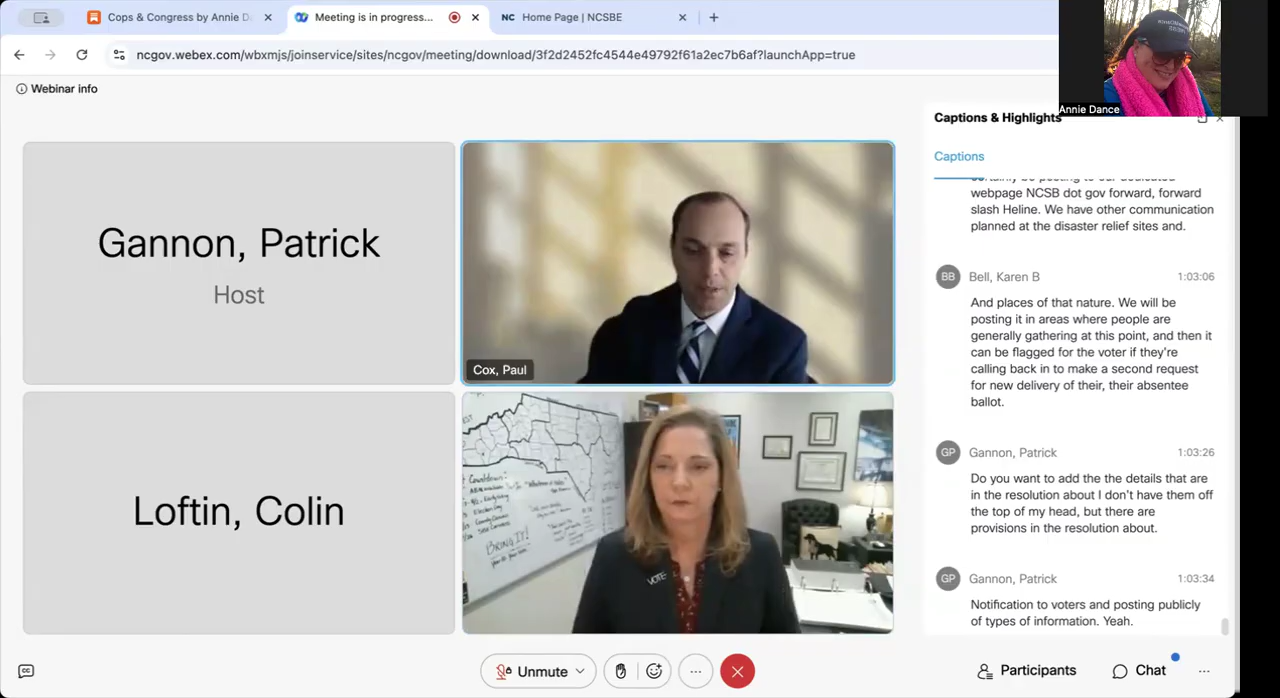 Cops & Congress by Annie D
Meeting is in progress...
Home Page | NCSBE
ncgov.webex.com/wbxmjs/joinservice/sites/ncgov/meeting/download/3f2d2452fc4544e49792f61a2ec7b6af?launchApp=true
Webinar info
Annie Dance
Gannon, Patrick
Host
Cox, Paul
Loftin, Colin
BRING IT!
VOTE
Captions & Highlights
Captions
certainly be posting to our dedicated
webpage NCSB dot gov forward, forward
slash Heline. We have other communication
planned at the disaster relief sites and.
BB Bell, Karen B 1:03:06
And places of that nature. We will be
posting it in areas where people are
generally gathering at this point, and then it
can be flagged for the voter if they're
calling back in to make a second request
for new delivery of their, their absentee
ballot.
GP Gannon, Patrick 1:03:26
Do you want to add the the details that are
in the resolution about I don't have them off
the top of my head, but there are
provisions in the resolution about.
GP Gannon, Patrick 1:03:34
Notification to voters and posting publicly
of types of information. Yeah.
Unmute
Participants
Chat